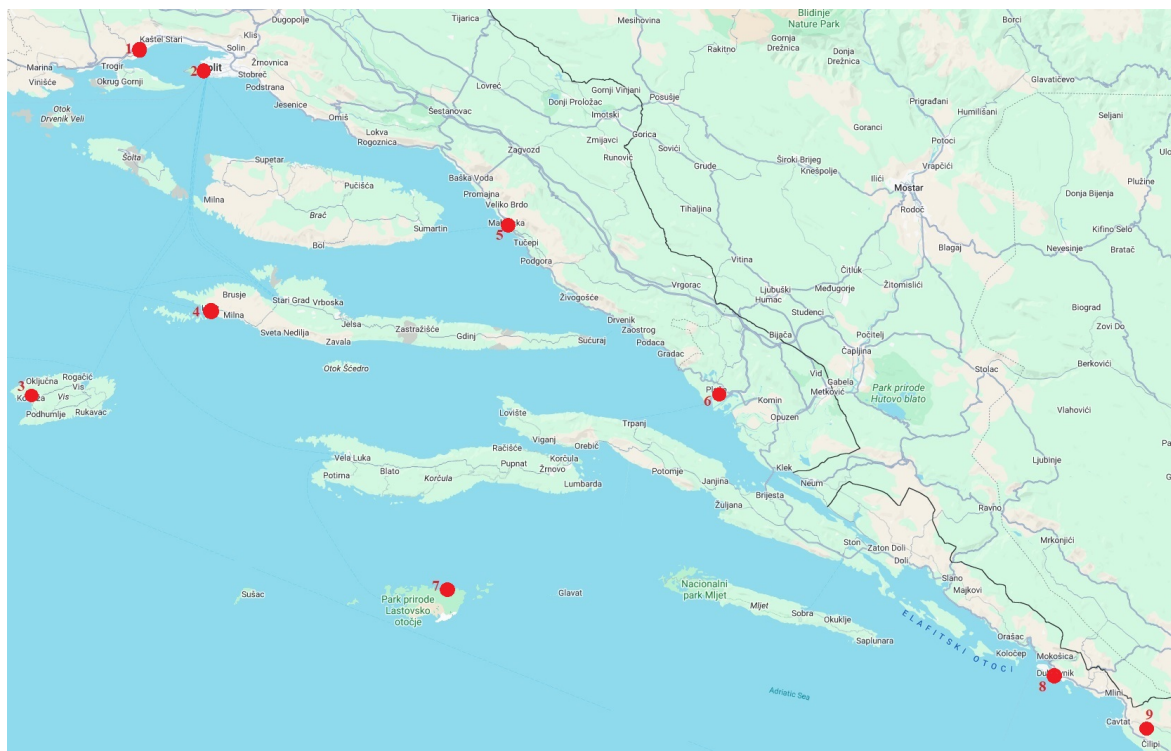 Dugopolje
Tijarica
Mesihovina
Blidinje
Nature Park
Borci
Kaštel Stari
Klis
Gornja
Drežnica
1
Solin
Rakitno
Donja
Drežnica
Marina
Trogir
2
Žrnovnica
Glavatičevo
Vinišće
Okrug Gornji
Stobreč
Podstrana
Lovreč
Gornji Vinjani
Posušje
Prigrađani
Otok
Drvenik Veli
Jesenice
Šestanovac
Donji Proložac
Imotski
Humilišani
Seljani
Omiš
Goranci
Lokva
Rogoznica
Zmijavci
Gorica
Potoci
Šolta
Zagvozd
Runović
Sovići
Supetar
Grude
Široki Brijeg
Knešpolje
Vrapčići
Baška Voda
Ilići
Pučišća
Promajna
Mostar
Donja Bijenja
Plužine
Milna
Veliko Brdo
Brač
Tihaljina
Rodoč
Sumartin
5
Kifino Selo
Bol
Tučepi
Blagaj
Nevesinje
Bratač
Podgora
Vitina
Čitluk
Brusje
Stari Grad
Vrboska
Živogošće
Vrgorac
Ljubuški
Humac
Međugorje
Žitomislići
4
Milna
Jelsa
Drvenik
Studenci
Biograd
Sveta Nedilja
Zavala
Zastražišće
Gdinj
Sućuraj
Zaostrog
Podaca
Bijača
Počitelj
Zovi Do
Gradac
Čapljina
Otok Šćedro
Vid
Stolac
Berkovići
3
Oključna
Rogačić
Gabela
Park prirode
Hutovo blato
Vis
Vis
6
Komin
Metković
Podhumlje
Rukavac
Lovište
Opuzen
Vlahovići
Trpanj
Viganj
Orebić
Račišće
Vela Luka
Korčula
Klek
Ljubinje
Blato
Pupnat
Žrnovo
Potomje
Potima
Korčula
Lumbarda
Janjina
Neum
Brijesta
Žuljana
Ravno
Ston
Mrkonjići
Zaton Doli
Doli
7
Nacionalni
park Mljet
Slano
Sušac
Park prirode
Lastovsko
otočje
Glavat
Majkovi
Mljet
Sobra
Okuklje
Saplunara
ELAFITSKI OTOCI
Orašac
Koločep
Mokošica
8
Adriatic Sea
Mlini
9
Cavtat
Čilipi